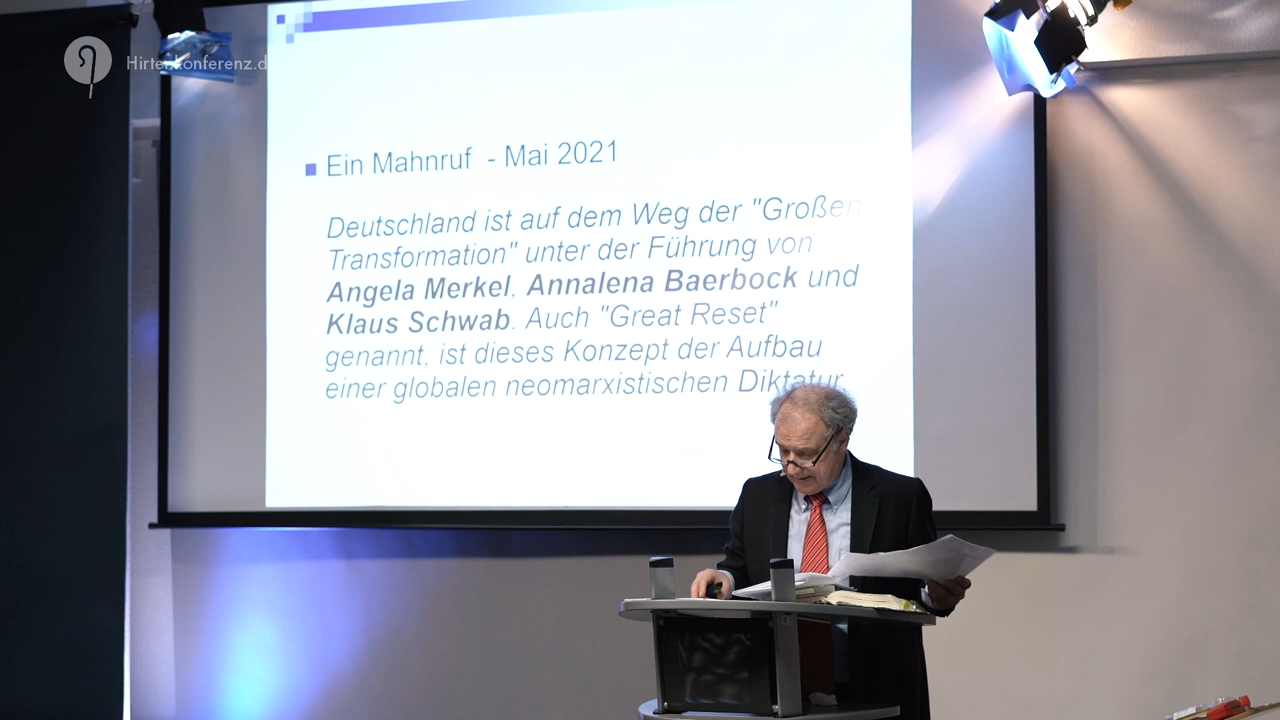 Hirtenkonferenz.d
Ein Mahnruf - Mai 2021
Deutschland ist auf dem Weg der "Großen
Transformation" unter der Führung von
Angela Merkel, Annalena Baerbock und
Klaus Schwab. Auch "Great Reset"
genannt, ist dieses Konzept der Aufbau
einer globalen neomarxistischen Diktatur